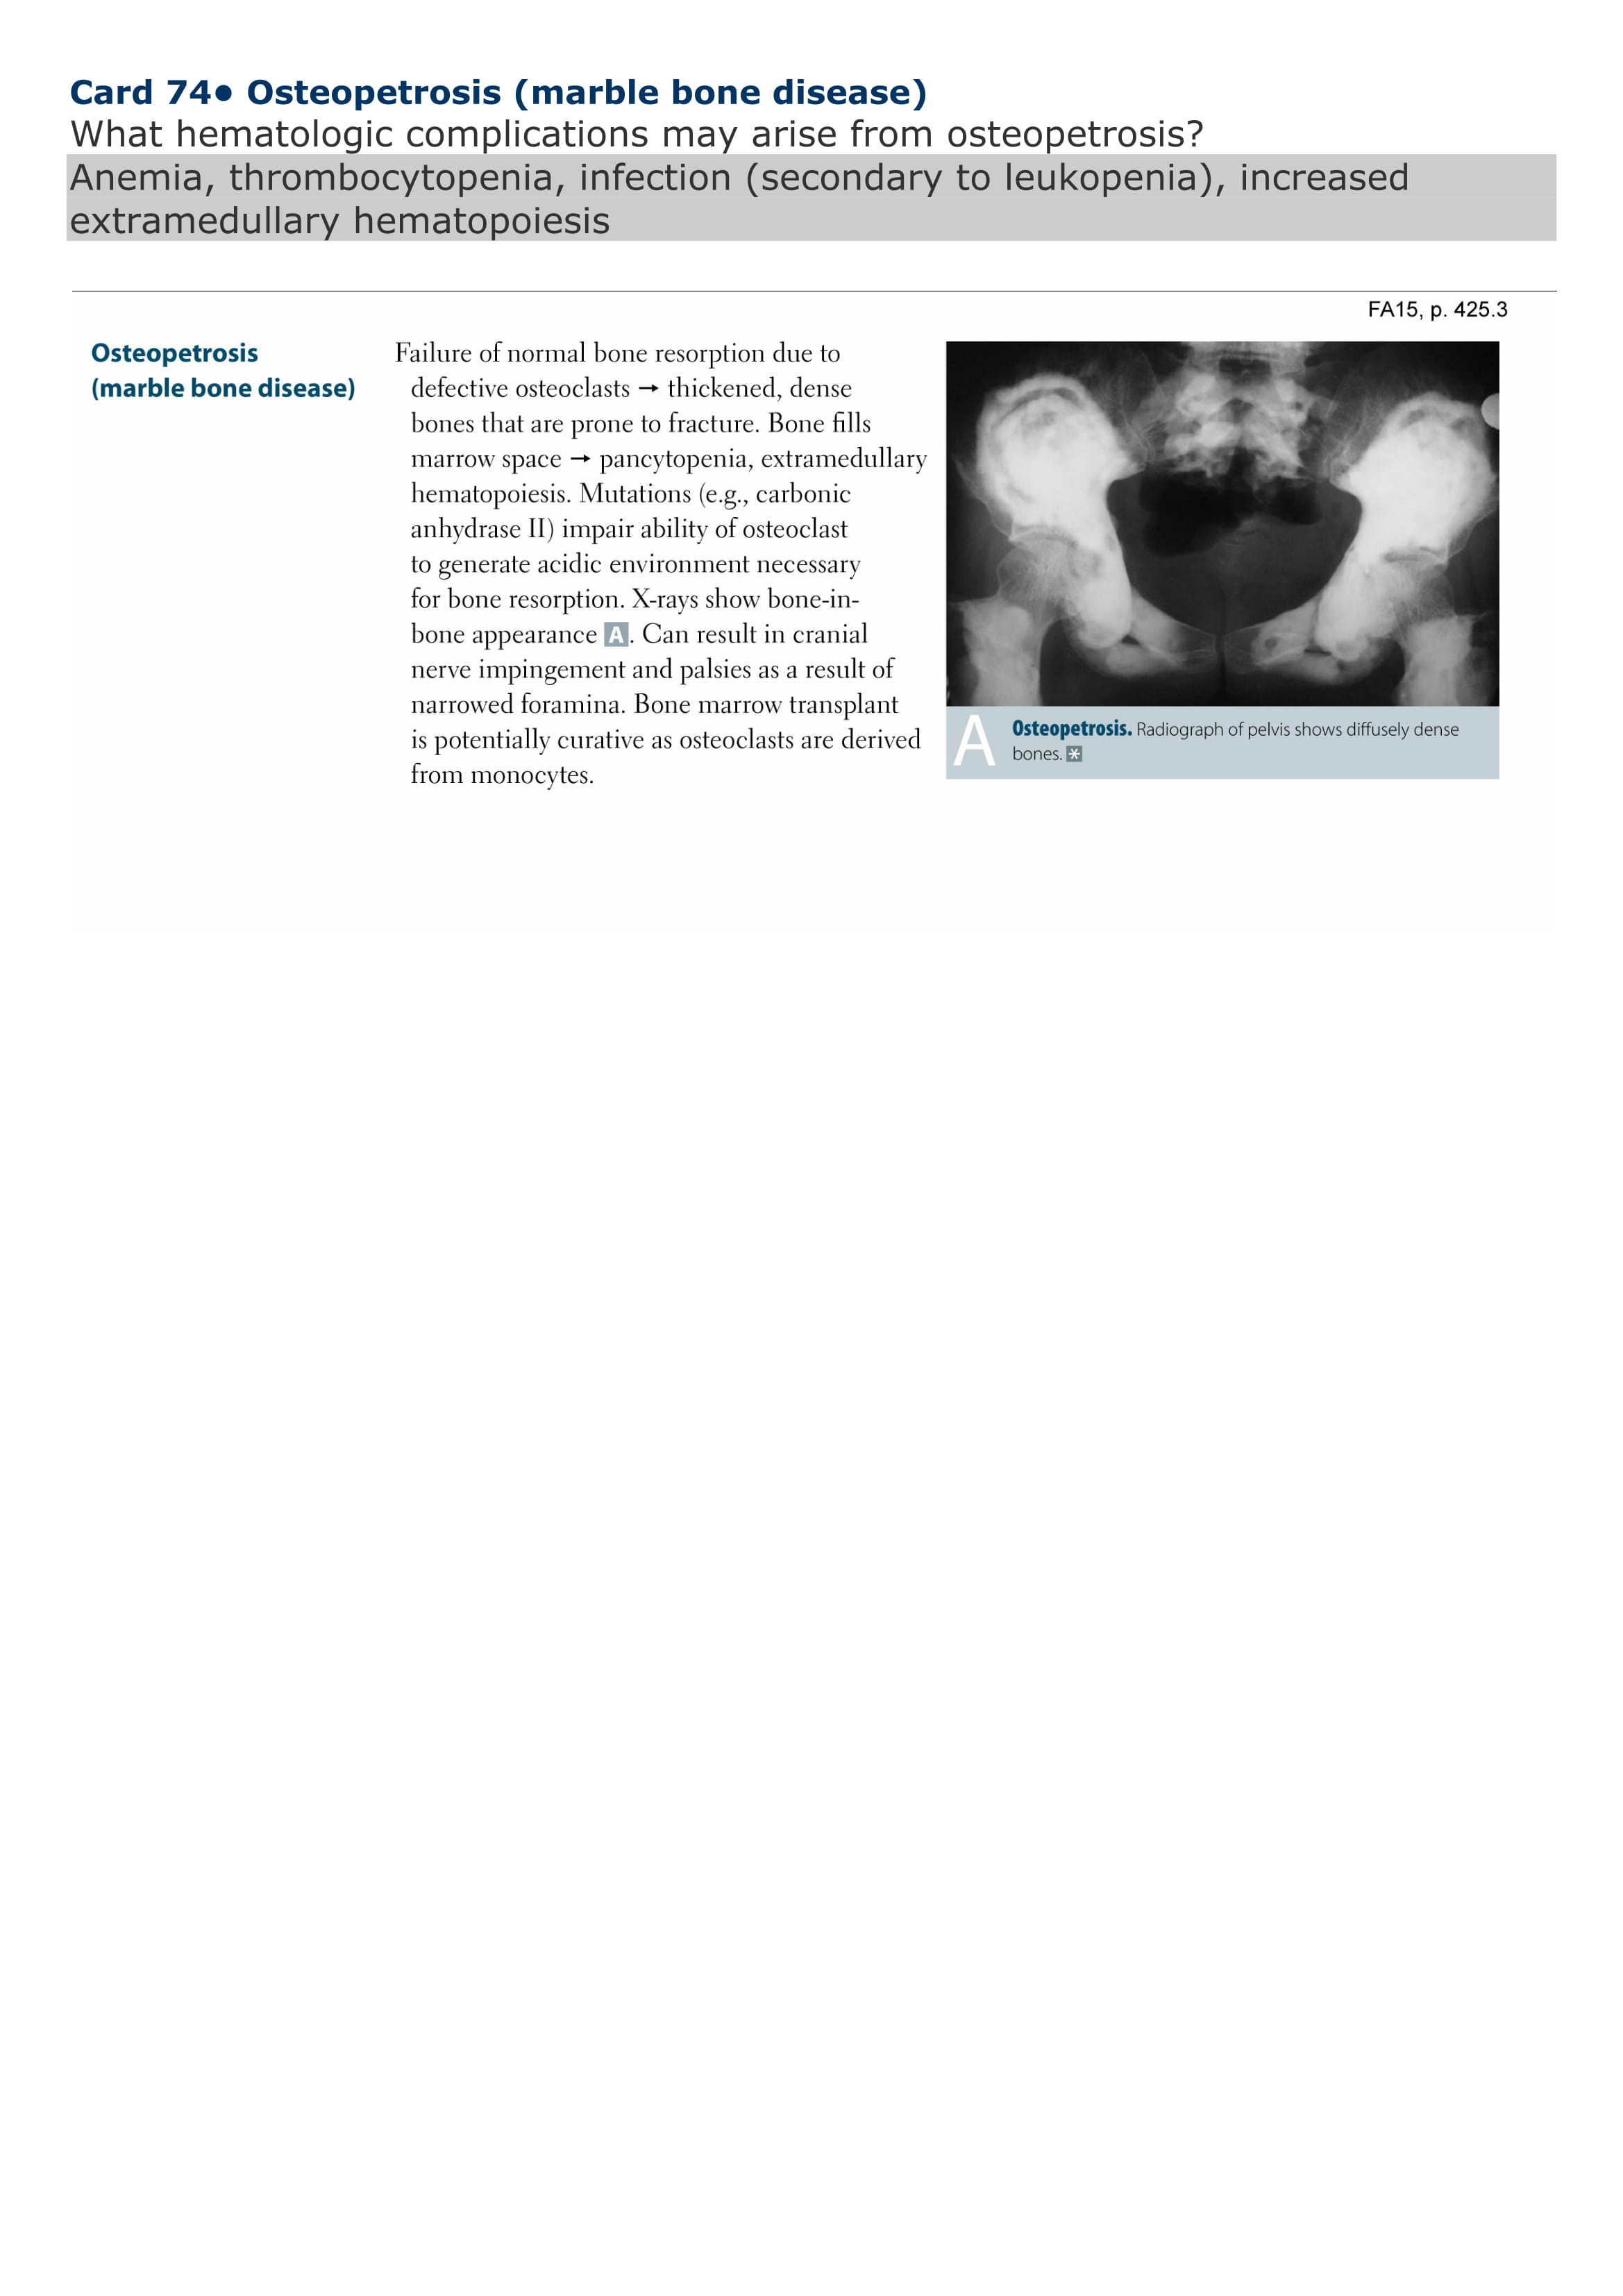 Card 74• Osteopetrosis (marble bone disease)
What hematologic complications may arise from osteopetrosis?
Anemia, thrombocytopenia, infection (secondary to leukopenia), increased
extramedullary hematopoiesis
FA15, p. 425.3
Osteopetrosis
(marble bone disease)
Failure of normal bone resorption due to
defective osteoclasts → thickened, dense
bones that are prone to fracture. Bone fills
marrow space → pancytopenia, extramedullary
hematopoiesis. Mutations (e.g., carbonic
anhydrase II) impair ability of osteoclast
to generate acidic environment necessary
for bone resorption. X-rays show bone-in-
bone appearance A. Can result in cranial
nerve impingement and palsies as a result of
narrowed foramina. Bone marrow transplant
is potentially curative as osteoclasts are derived
from monocytes.
A
Osteopetrosis. Radiograph of pelvis shows diffusely dense
bones. *